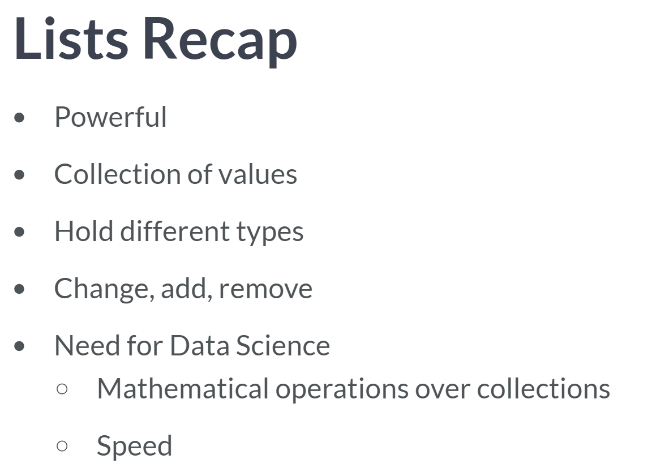 Lists Recap
Powerful
Collection of values
Hold different types
Change, add, remove
Need for Data Science
Mathematical operations over collections
Speed